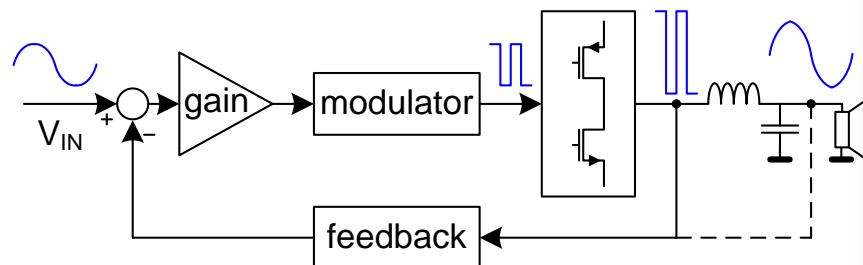 gain
modulator
+
V_IN
−
feedback